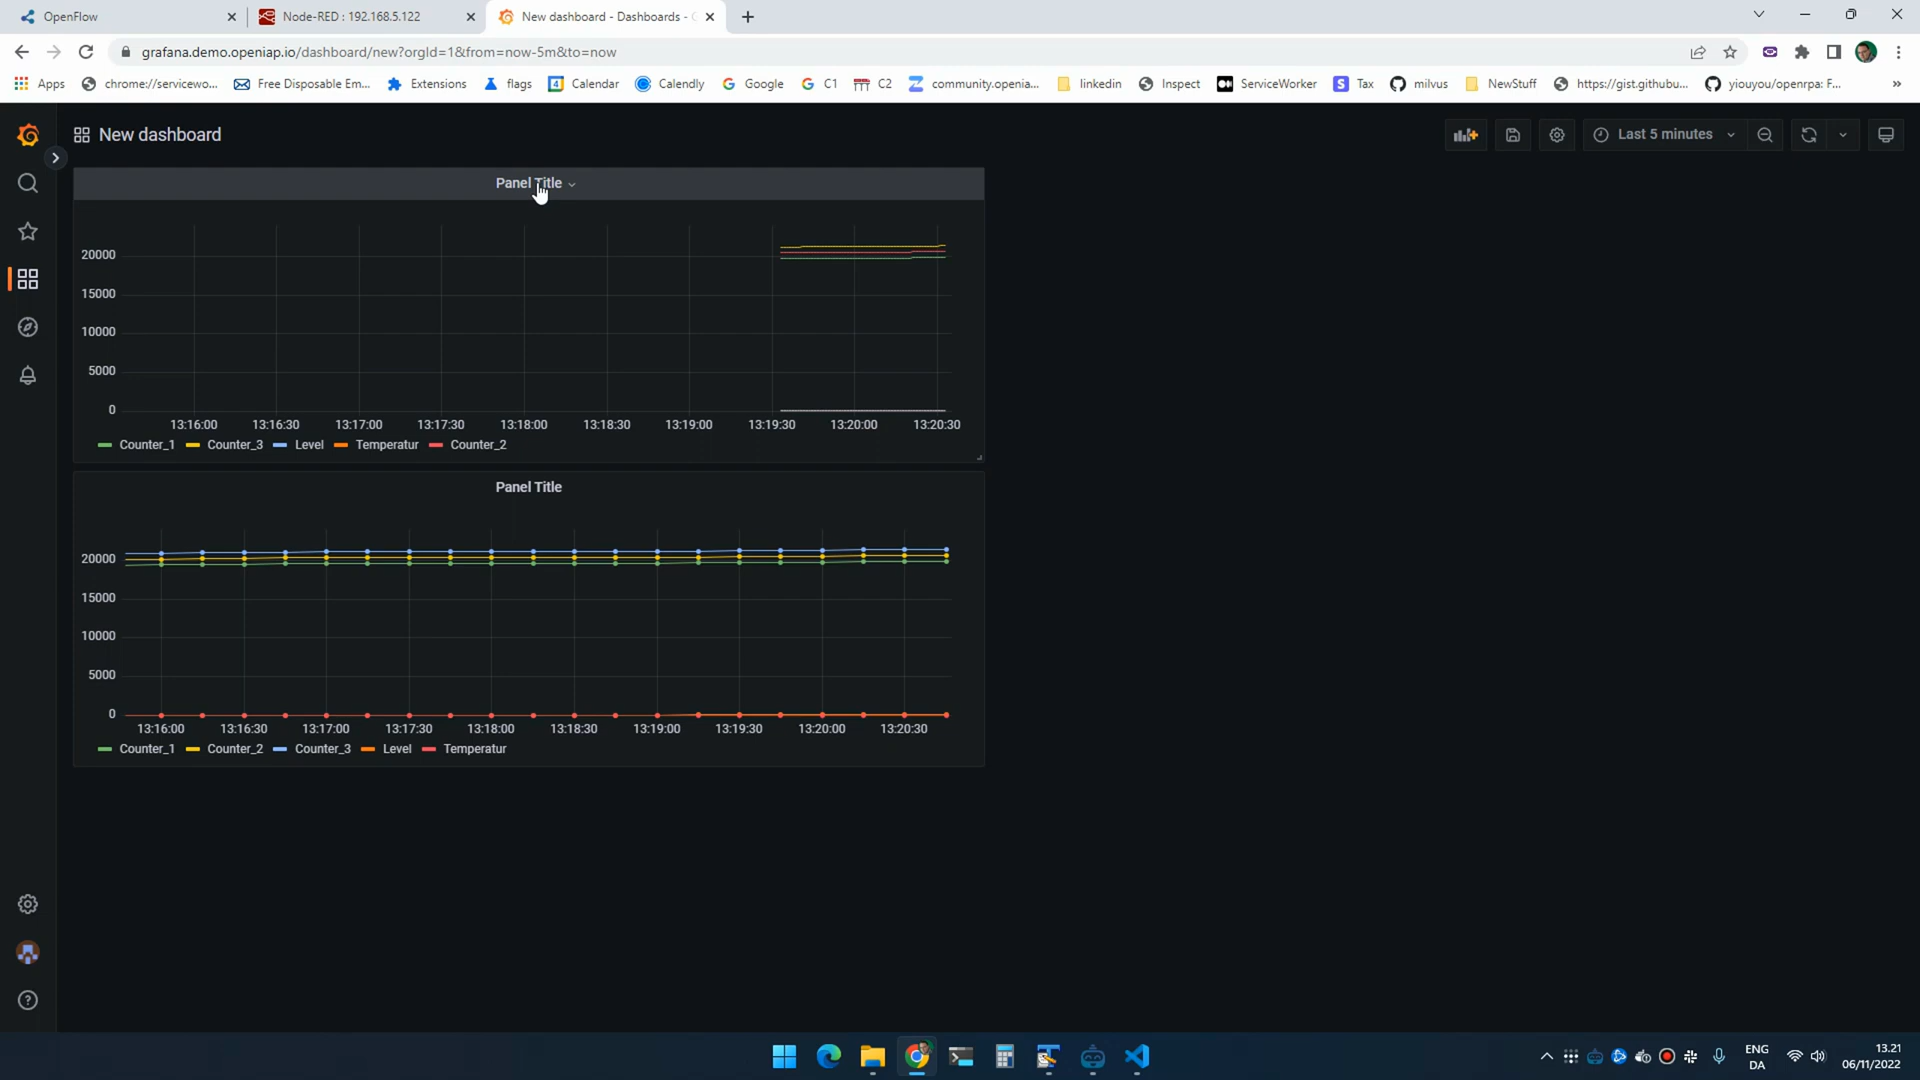 OpenFlow
Node-RED : 192.168.5.122
New dashboard - Dashboards -
grafana.demo.openiap.io/dashboard/new?orgId=1&from=now-5m&to=now
Apps
chrome://servicewo...
Free Disposable Em...
Extensions
flags
Calendar
Calendly
Google
C1
C2
community.openia...
linkedin
Inspect
ServiceWorker
Tax
milvus
NewStuff
https://gist.githubu...
yiouyou/openrpa: F...
»
New dashboard
Last 5 minutes
Panel Title
20000
15000
10000
5000
0
13:16:00 13:16:30 13:17:00 13:17:30 13:18:00 13:18:30 13:19:00 13:19:30 13:20:00 13:20:30
Counter_1 Counter_3 Level Temperatur Counter_2
Panel Title
20000
15000
10000
5000
0
13:16:00 13:16:30 13:17:00 13:17:30 13:18:00 13:18:30 13:19:00 13:19:30 13:20:00 13:20:30
Counter_1 Counter_2 Counter_3 Level Temperatur
ENG
DA
13.21
06/11/2022